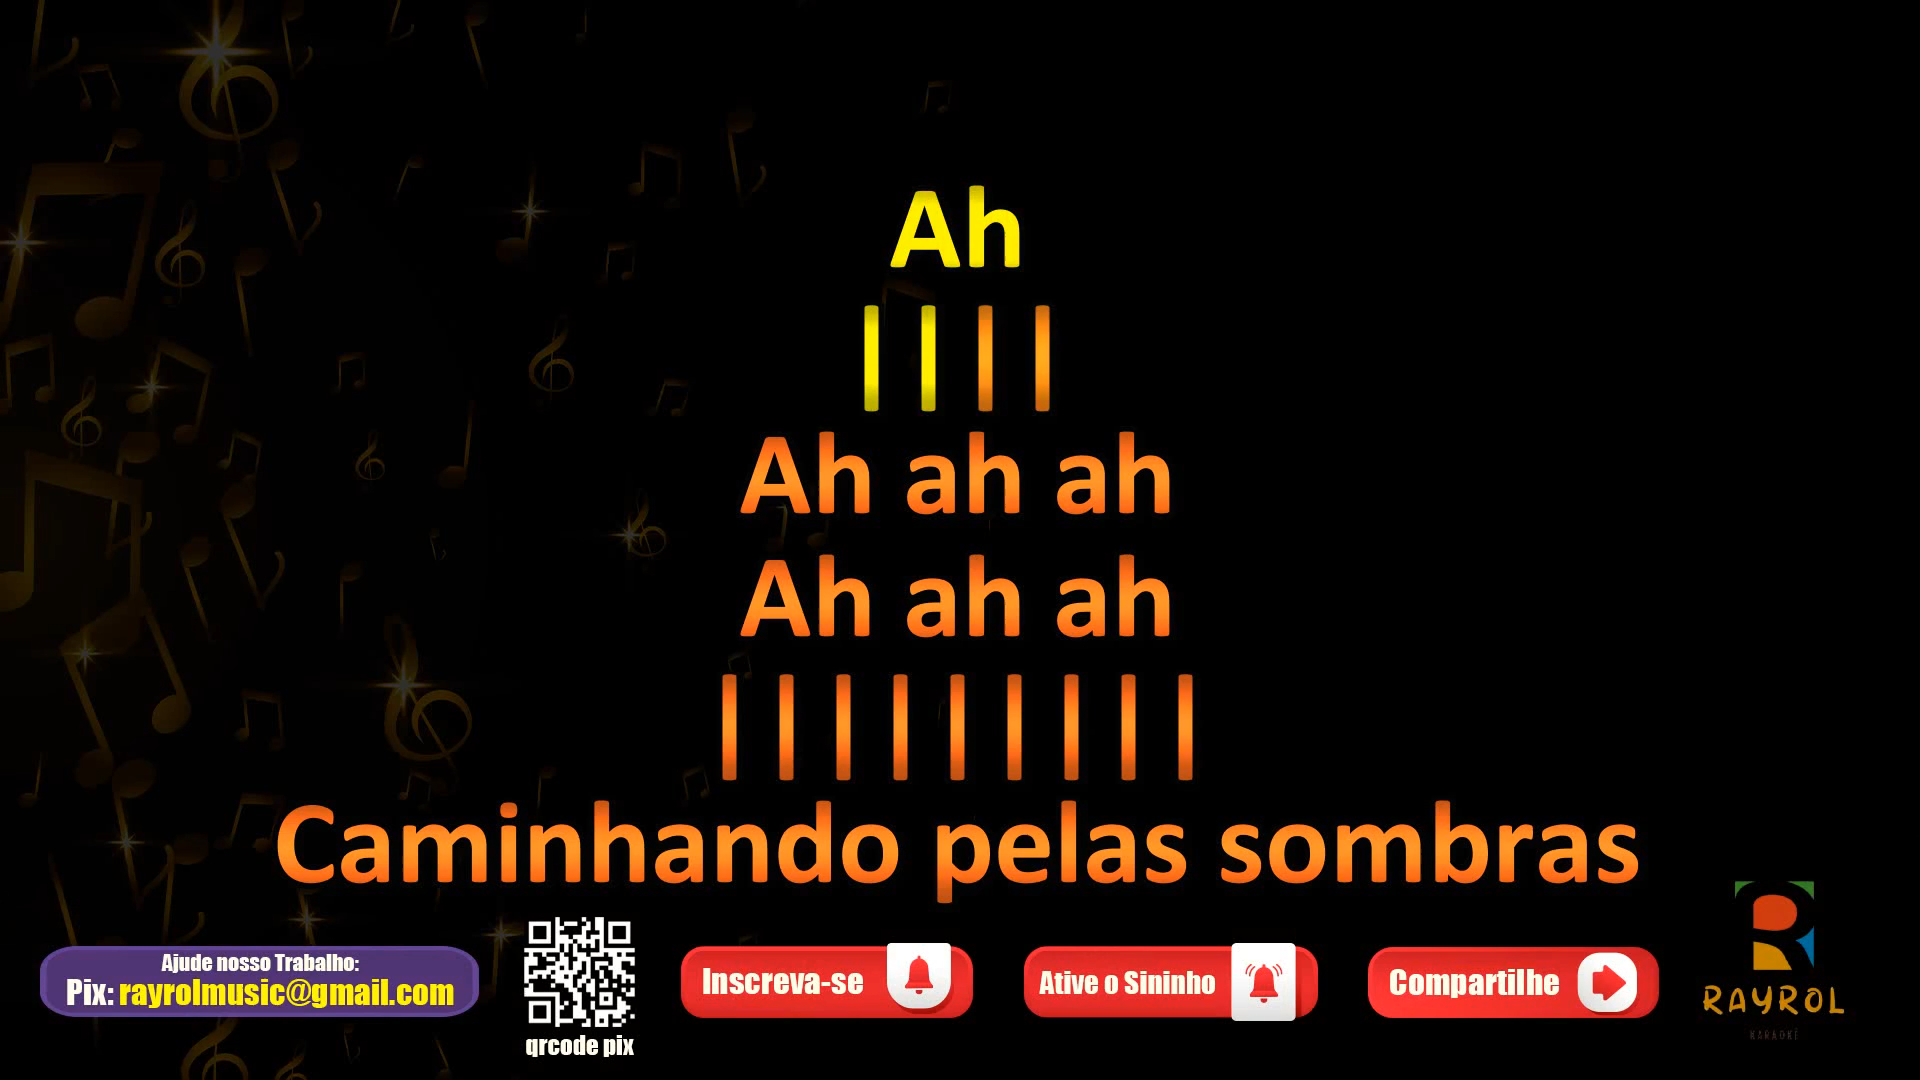 Ah
| | | |
Ah ah ah
Ah ah ah
| | | | | | | | |
Caminhando pelas sombras
Ajude nosso Trabalho:
Pix: rayrolmusic@gmail.com
qrcode pix
Inscreva-se
Ative o Sininho
Compartilhe
RAYROL
KARAOKÊ